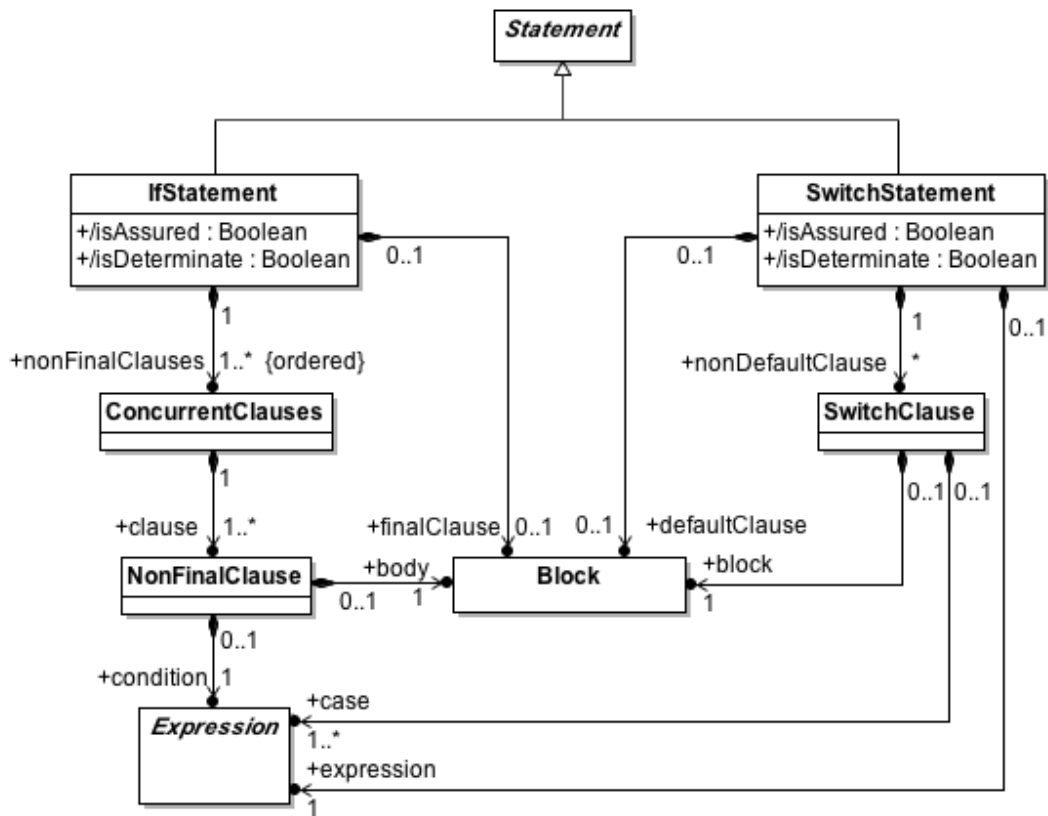 Statement
IfStatement
+/isAssured : Boolean
+/isDeterminate : Boolean
SwitchStatement
+/isAssured : Boolean
+/isDeterminate : Boolean
0..1
0..1
1
1
0..1
+nonFinalClauses 1..* {ordered}
+nonDefaultClause *
ConcurrentClauses
SwitchClause
1
0..1 0..1
+clause 1..*
+finalClause 0..1
0..1 +defaultClause
NonFinalClause
+body
0..1 1
Block
+block
1
0..1
+condition 1
Expression
+case
1..*
+expression
1